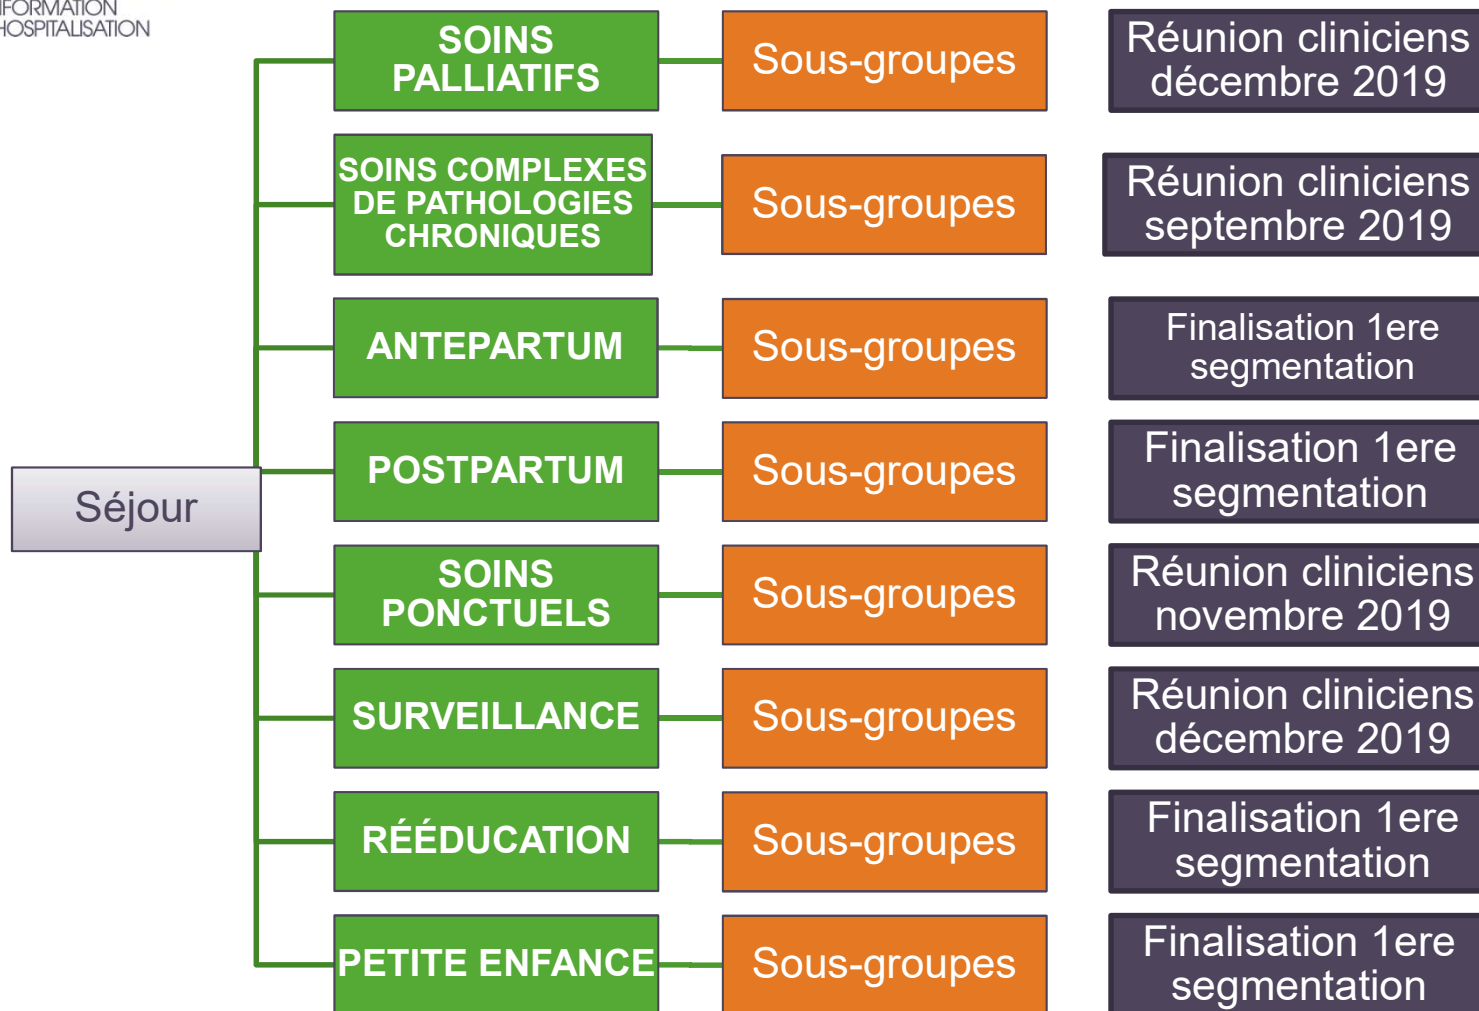 HOSPITALISATION
SOINS
PALLIATIFS
Sous-groupes
Réunion cliniciens
décembre 2019
SOINS COMPLEXES
DE PATHOLOGIES
CHRONIQUES
Sous-groupes
Réunion cliniciens
septembre 2019
ANTEPARTUM
Sous-groupes
Finalisation 1ere
segmentation
POSTPARTUM
Sous-groupes
Finalisation 1ere
segmentation
Séjour
SOINS
PONCTUELS
Sous-groupes
Réunion cliniciens
novembre 2019
SURVEILLANCE
Sous-groupes
Réunion cliniciens
décembre 2019
RÉÉDUCATION
Sous-groupes
Finalisation 1ere
segmentation
PETITE ENFANCE
Sous-groupes
Finalisation 1ere
segmentation